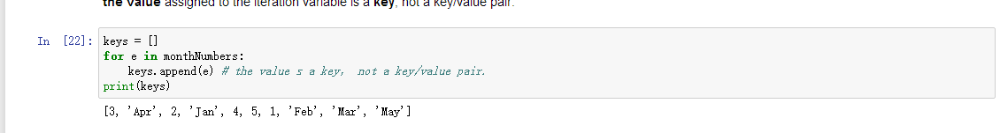 the value assigned to the iteration variable is a key, not a key/value pair.
In [22]: keys = []
for e in monthNumbers:
    keys.append(e) # the value s a key, not a key/value pair.
print(keys)
[3, 'Apr', 2, 'Jan', 4, 5, 1, 'Feb', 'Mar', 'May']